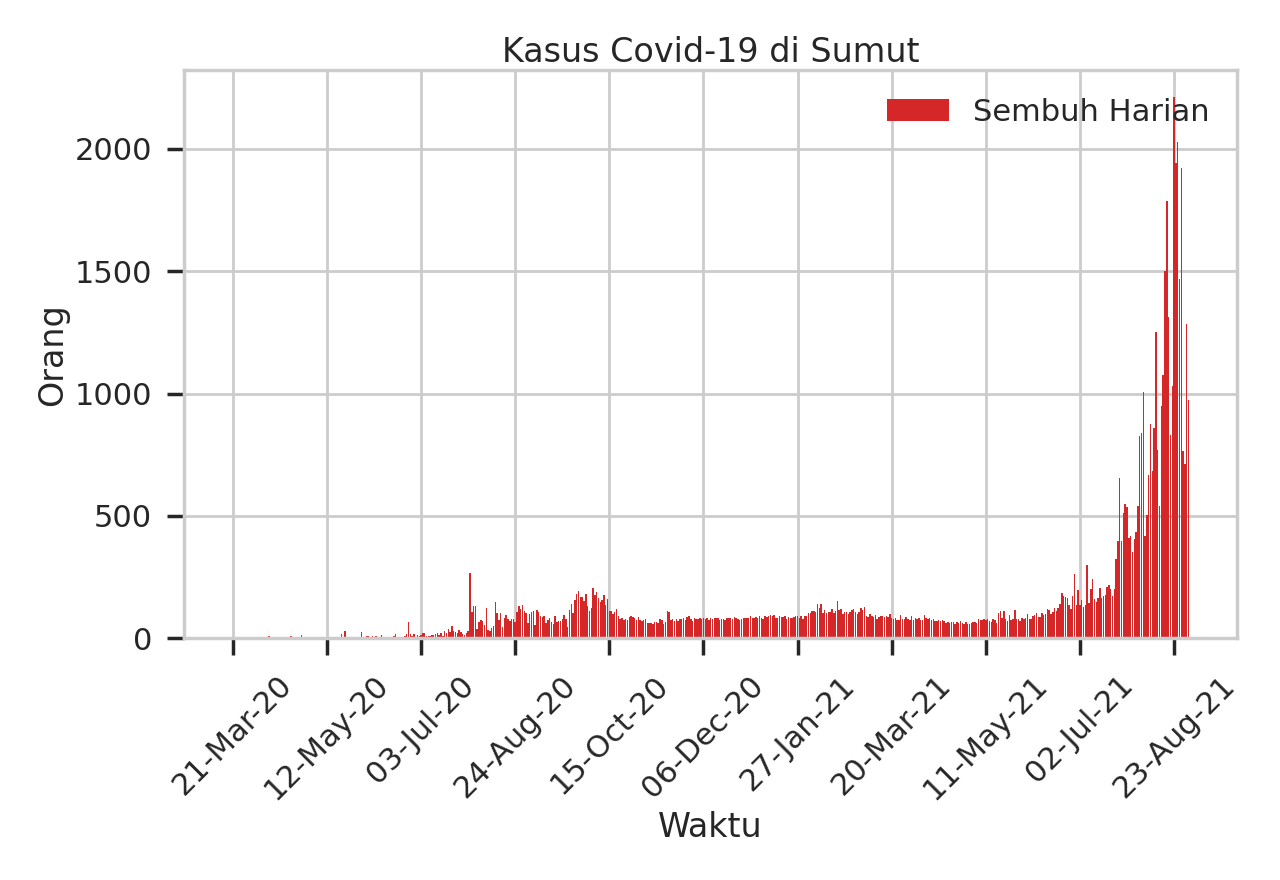 Kasus Covid-19 di Sumut
Sembuh Harian
Orang
2000
1500
1000
500
0
21-Mar-20
12-May-20
03-Jul-20
24-Aug-20
15-Oct-20
06-Dec-20
27-Jan-21
20-Mar-21
11-May-21
02-Jul-21
23-Aug-21
Waktu